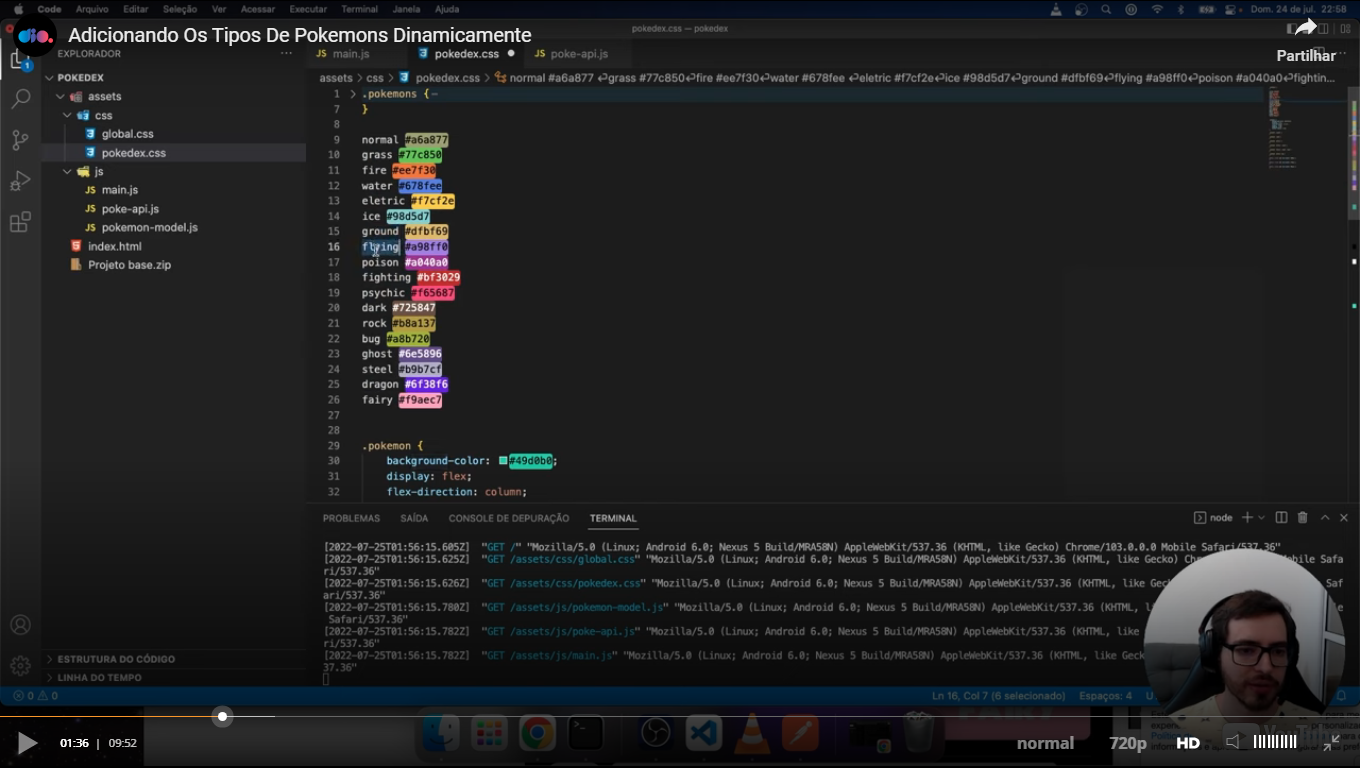 Code Arquivo Editar Seleção Ver Acessar Executar Terminal Janela Ajuda Dom. 24 de jul. 22:58
dio.
Adicionando Os Tipos De Pokemons Dinamicamente
pokedex.css — pokedex
Partilhar
EXPLORADOR
main.js pokedex.css poke-api.js
1
assets > css > pokedex.css > normal #a6a877 ↵grass #77c850↵fire #ee7f30↵water #678fee ↵eletric #f7cf2e↵ice #98d5d7↵ground #dfbf69↵flying #a98ff0↵poison #a040a0↵fightin...
POKEDEX
assets
css
global.css
pokedex.css
js
main.js
poke-api.js
pokemon-model.js
index.html
Projeto base.zip
ESTRUTURA DO CÓDIGO
LINHA DO TEMPO
1 .pokemons {
7 }
8
9 normal #a6a877
10 grass #77c850
11 fire #ee7f30
12 water #678fee
13 eletric #f7cf2e
14 ice #98d5d7
15 ground #dfbf69
16 flying #a98ff0
17 poison #a040a0
18 fighting #bf3029
19 psychic #f65687
20 dark #725847
21 rock #b8a137
22 bug #a8b720
23 ghost #6e5896
24 steel #b9b7cf
25 dragon #6f38f6
26 fairy #f9aec7
27
28
29 .pokemon {
30 background-color: #49d0b0;
31 display: flex;
32 flex-direction: column;
PROBLEMAS SAÍDA CONSOLE DE DEPURAÇÃO TERMINAL node
[2022-07-25T01:56:15.605Z] "GET /" "Mozilla/5.0 (Linux; Android 6.0; Nexus 5 Build/MRA58N) AppleWebKit/537.36 (KHTML, like Gecko) Chrome/103.0.0.0 Mobile Safari/537.36"
[2022-07-25T01:56:15.625Z] "GET /assets/css/global.css" "Mozilla/5.0 (Linux; Android 6.0; Nexus 5 Build/MRA58N) AppleWebKit/537.36 (KHTML, like Gecko) Safa
ri/537.36"
[2022-07-25T01:56:15.626Z] "GET /assets/css/pokedex.css" "Mozilla/5.0 (Linux; Android 6.0; Nexus 5 Build/MRA58N) AppleWebKit/537.36 (KHTML, like Saf
ari/537.36"
[2022-07-25T01:56:15.780Z] "GET /assets/js/pokemon-model.js" "Mozilla/5.0 (Linux; Android 6.0; Nexus 5 Build/MRA58N) AppleWebKit/537.36 (KHTML,
Safari/537.36"
[2022-07-25T01:56:15.782Z] "GET /assets/js/poke-api.js" "Mozilla/5.0 (Linux; Android 6.0; Nexus 5 Build/MRA58N) AppleWebKit/537.36 (KHTML, like
ri/537.36"
[2022-07-25T01:56:15.782Z] "GET /assets/js/main.js" "Mozilla/5.0 (Linux; Android 6.0; Nexus 5 Build/MRA58N) AppleWebKit/537.36 (KHTML, like
37.36"
0 0 Ln 16, Col 7 (6 selecionado) Espaços: 4
01:36 | 09:52 normal 720p HD